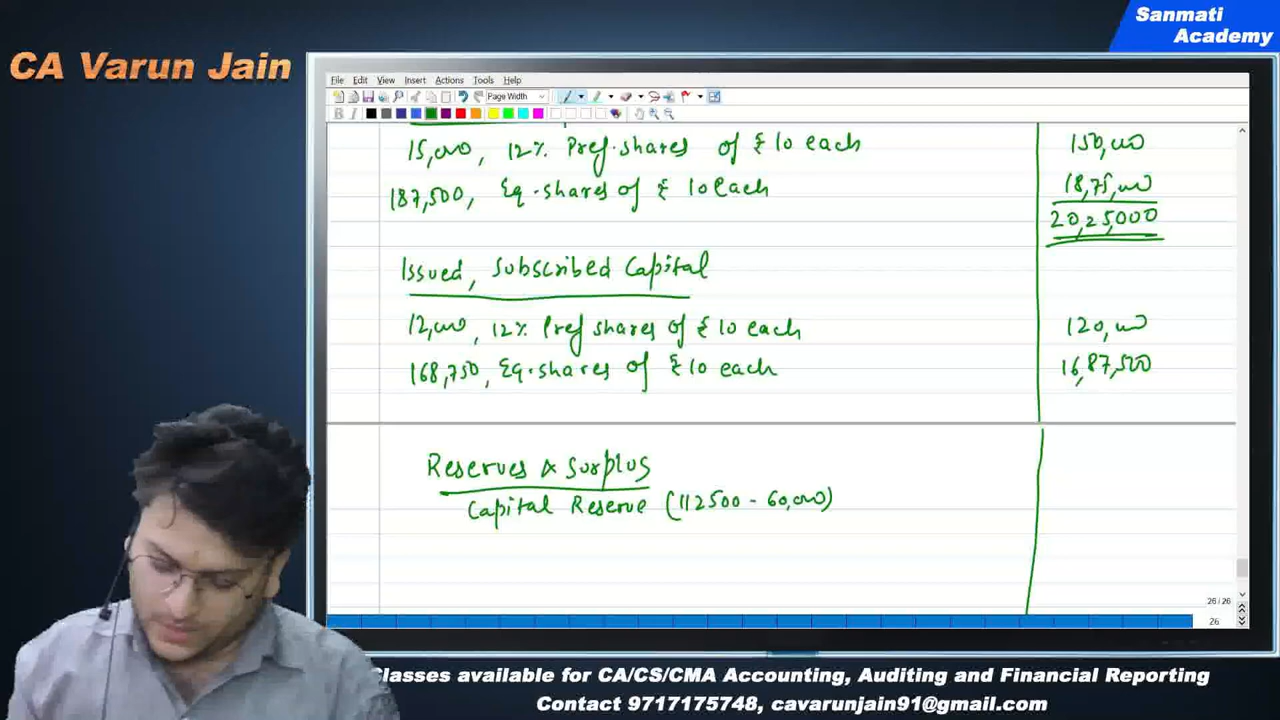 Sanmati
Academy
CA Varun Jain
File Edit View Insert Actions Tools Help
Page Width
B I
15,000, 12% Pref. shares of ₹ 10 each 150,000
187,500, Eq. shares of ₹ 10 each 18,75,000
20,25,000
Issued, Subscribed Capital
12,000, 12% Pref shares of ₹ 10 each 120,000
168,750, Eq. shares of ₹ 10 each 16,87,500
Reserves & Surplus
Capital Reserve (112500 - 60,000)
26 / 26
26
Classes available for CA/CS/CMA Accounting, Auditing and Financial Reporting
Contact 9717175748, cavarunjain91@gmail.com